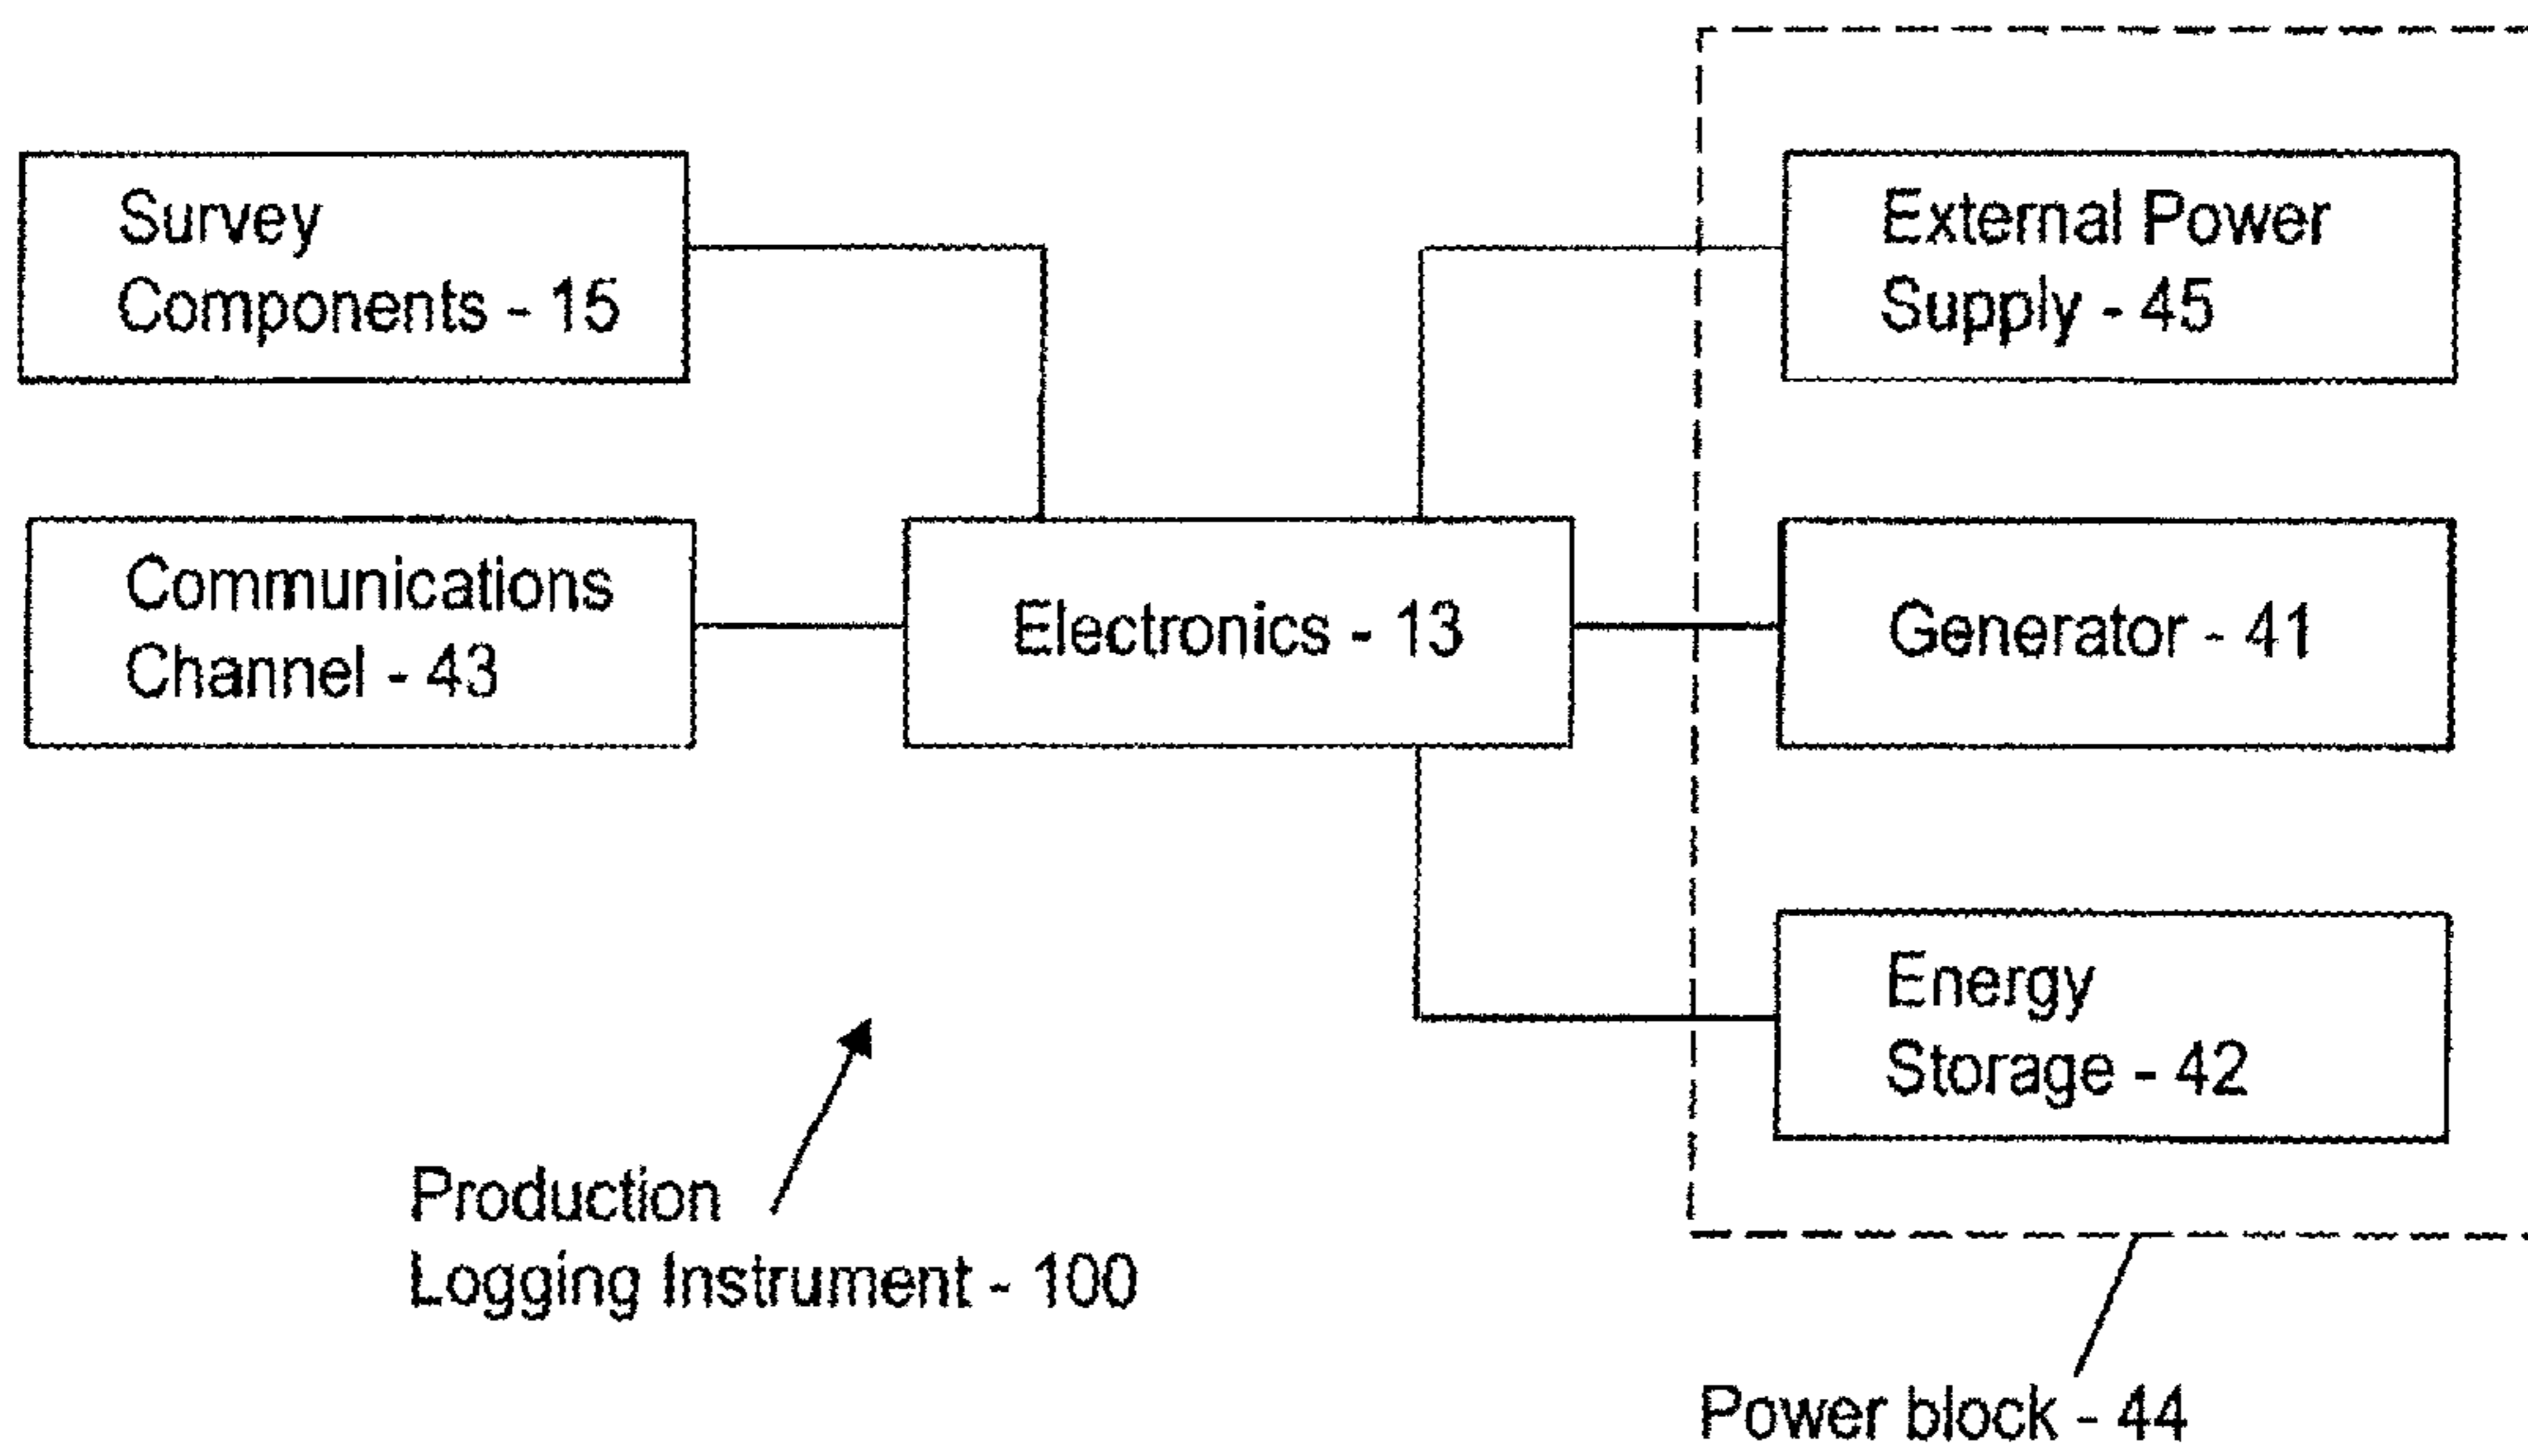 Survey
Components - 15
External Power
Supply - 45
Communications
Channel - 43
Electronics - 13
Generator - 41
Energy
Storage - 42
Production
Logging Instrument - 100
Power block - 44